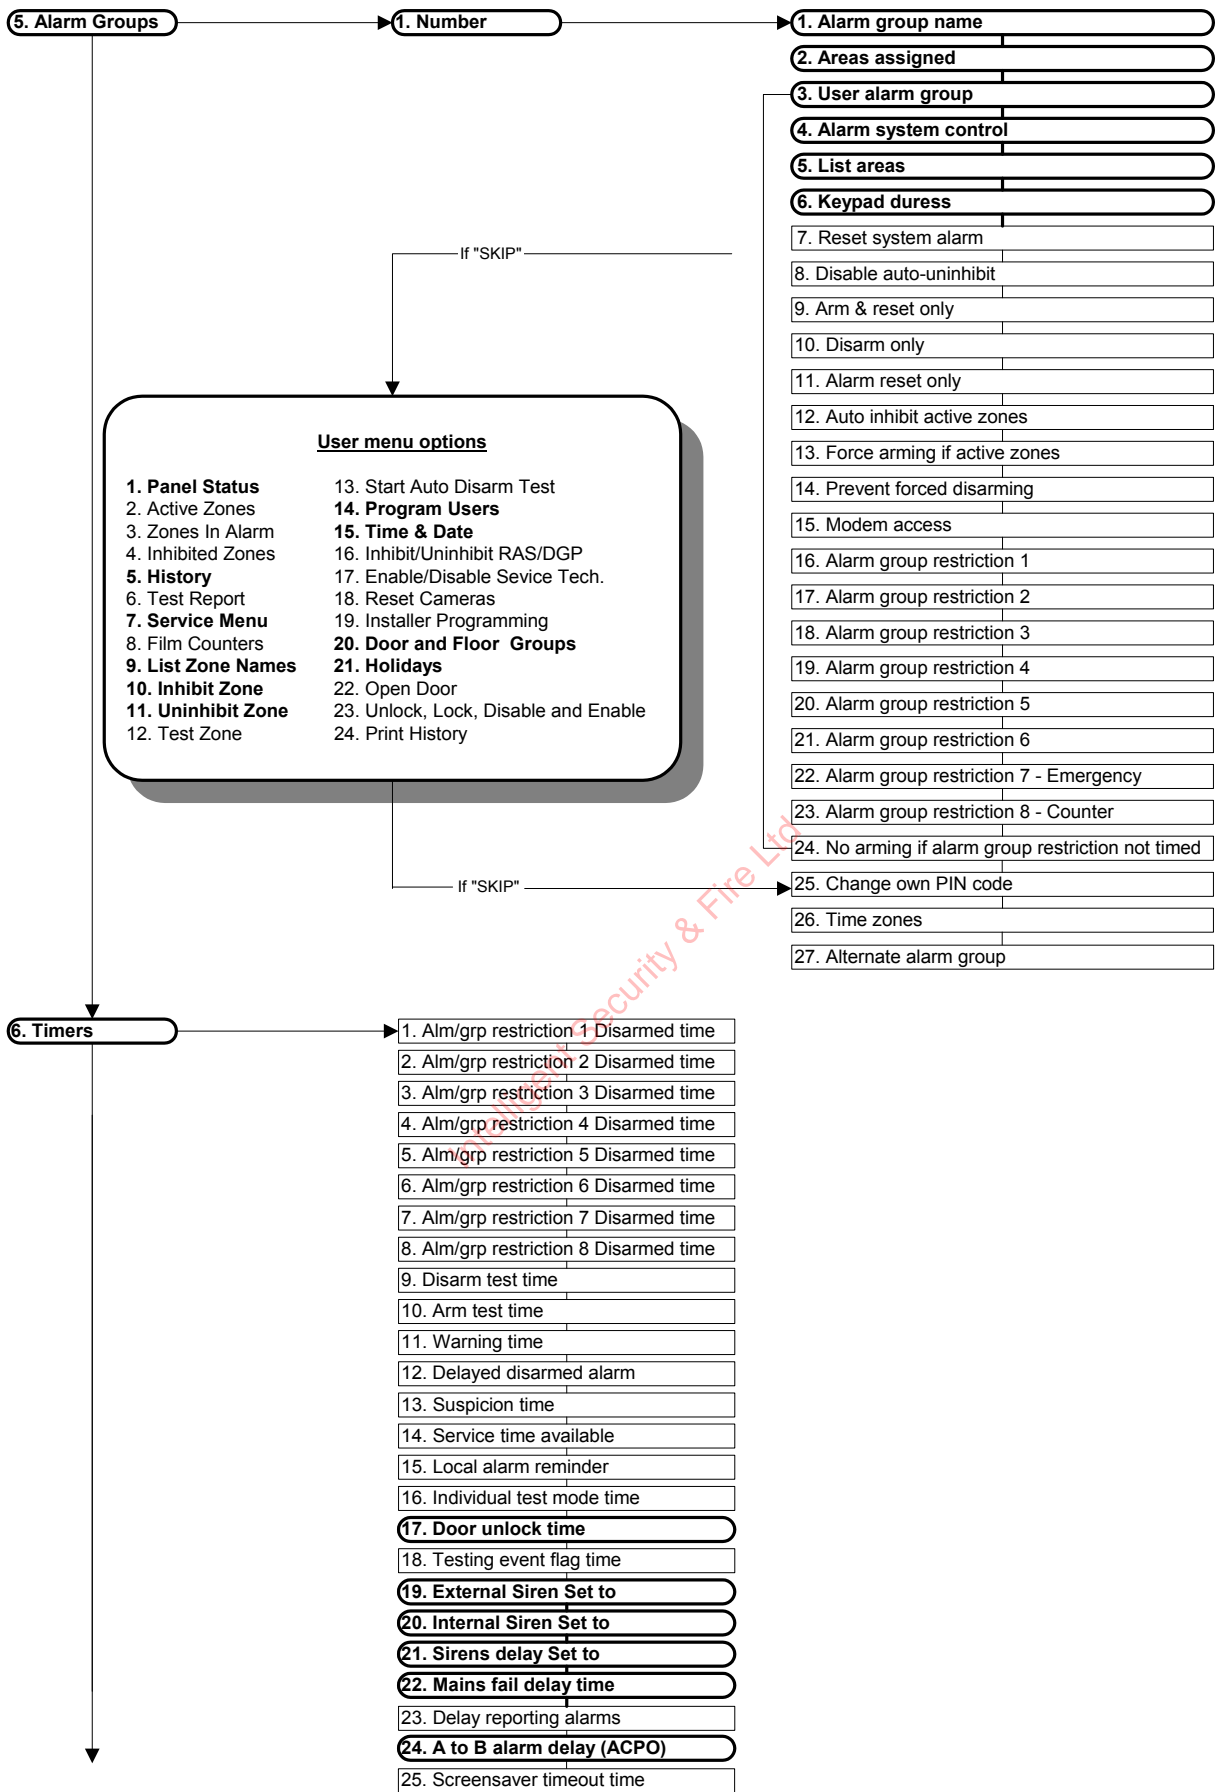 5. Alarm Groups
1. Number
1. Alarm group name
2. Areas assigned
3. User alarm group
4. Alarm system control
5. List areas
6. Keypad duress
7. Reset system alarm
8. Disable auto-uninhibit
9. Arm & reset only
10. Disarm only
11. Alarm reset only
12. Auto inhibit active zones
13. Force arming if active zones
14. Prevent forced disarming
15. Modem access
16. Alarm group restriction 1
17. Alarm group restriction 2
18. Alarm group restriction 3
19. Alarm group restriction 4
20. Alarm group restriction 5
21. Alarm group restriction 6
22. Alarm group restriction 7 - Emergency
23. Alarm group restriction 8 - Counter
24. No arming if alarm group restriction not timed
25. Change own PIN code
26. Time zones
27. Alternate alarm group
If "SKIP"
User menu options
1. Panel Status
2. Active Zones
3. Zones In Alarm
4. Inhibited Zones
5. History
6. Test Report
7. Service Menu
8. Film Counters
9. List Zone Names
10. Inhibit Zone
11. Uninhibit Zone
12. Test Zone
13. Start Auto Disarm Test
14. Program Users
15. Time & Date
16. Inhibit/Uninhibit RAS/DGP
17. Enable/Disable Sevice Tech.
18. Reset Cameras
19. Installer Programming
20. Door and Floor Groups
21. Holidays
22. Open Door
23. Unlock, Lock, Disable and Enable
24. Print History
If "SKIP"
6. Timers
1. Alm/grp restriction 1 Disarmed time
2. Alm/grp restriction 2 Disarmed time
3. Alm/grp restriction 3 Disarmed time
4. Alm/grp restriction 4 Disarmed time
5. Alm/grp restriction 5 Disarmed time
6. Alm/grp restriction 6 Disarmed time
7. Alm/grp restriction 7 Disarmed time
8. Alm/grp restriction 8 Disarmed time
9. Disarm test time
10. Arm test time
11. Warning time
12. Delayed disarmed alarm
13. Suspicion time
14. Service time available
15. Local alarm reminder
16. Individual test mode time
17. Door unlock time
18. Testing event flag time
19. External Siren Set to
20. Internal Siren Set to
21. Sirens delay Set to
22. Mains fail delay time
23. Delay reporting alarms
24. A to B alarm delay (ACPO)
25. Screensaver timeout time
Intelligent Security & Fire Ltd